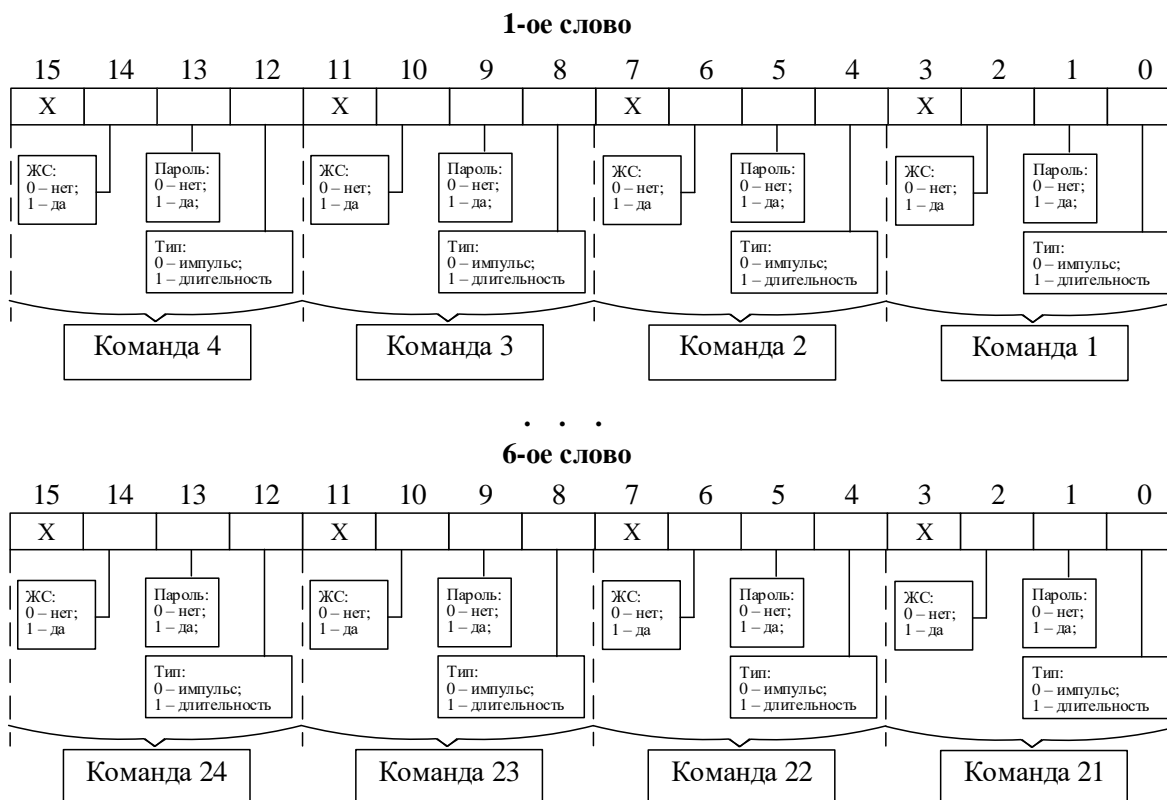 1-ое слово
15 14 13 12 11 10 9 8 7 6 5 4 3 2 1 0
X X X X
ЖС:
0 – нет;
1 – да
Пароль:
0 – нет;
1 – да;
Тип:
0 – импульс;
1 – длительность
ЖС:
0 – нет;
1 – да
Пароль:
0 – нет;
1 – да;
Тип:
0 – импульс;
1 – длительность
ЖС:
0 – нет;
1 – да
Пароль:
0 – нет;
1 – да;
Тип:
0 – импульс;
1 – длительность
ЖС:
0 – нет;
1 – да
Пароль:
0 – нет;
1 – да;
Тип:
0 – импульс;
1 – длительность
Команда 4 Команда 3 Команда 2 Команда 1
. . .
6-ое слово
15 14 13 12 11 10 9 8 7 6 5 4 3 2 1 0
X X X X
ЖС:
0 – нет;
1 – да
Пароль:
0 – нет;
1 – да;
Тип:
0 – импульс;
1 – длительность
ЖС:
0 – нет;
1 – да
Пароль:
0 – нет;
1 – да;
Тип:
0 – импульс;
1 – длительность
ЖС:
0 – нет;
1 – да
Пароль:
0 – нет;
1 – да;
Тип:
0 – импульс;
1 – длительность
ЖС:
0 – нет;
1 – да
Пароль:
0 – нет;
1 – да;
Тип:
0 – импульс;
1 – длительность
Команда 24 Команда 23 Команда 22 Команда 21